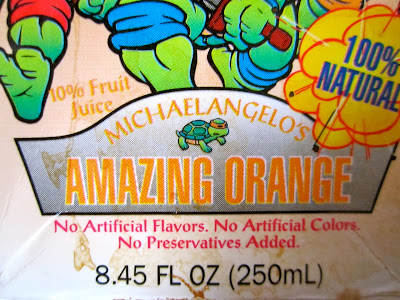 100%
NATURAL
10% Fruit
Juice
MICHAELANGELO'S
AMAZING ORANGE
No Artificial Flavors. No Artificial Colors.
No Preservatives Added.
8.45 FL OZ (250mL)